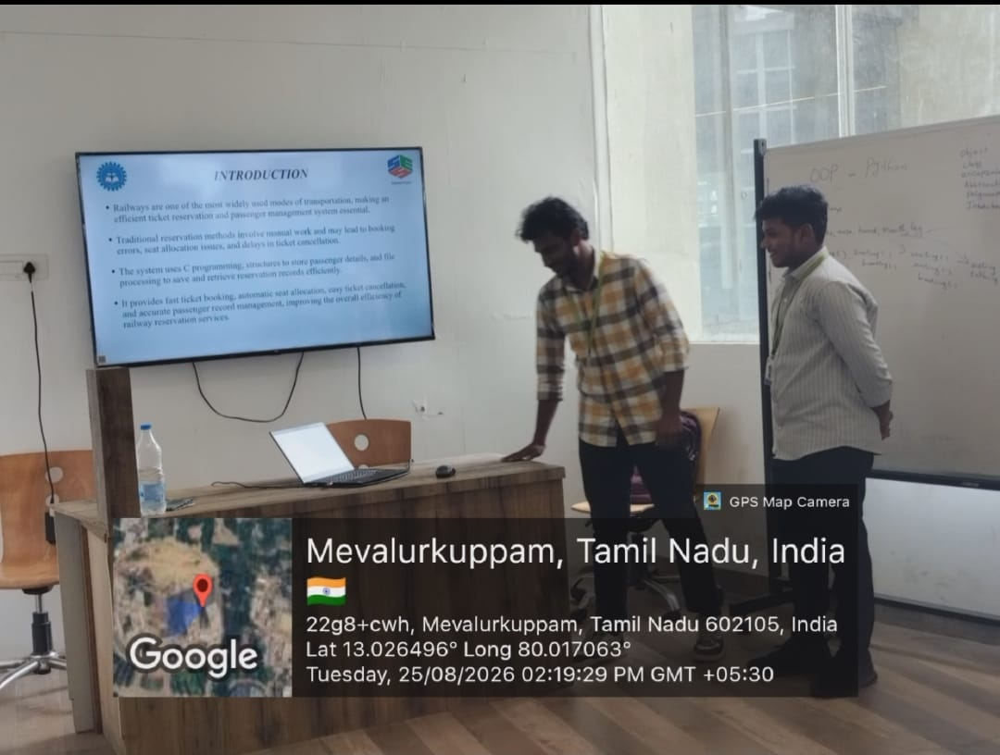 INTRODUCTION
• Railways are one of the most widely used modes of transportation, making an
efficient ticket reservation and passenger management system essential.
• Traditional reservation methods involve manual work and may lead to booking
errors, seat allocation issues, and delays in ticket cancellation.
• The system uses C programming, structures to store passenger details, and file
processing to save and retrieve reservation records efficiently.
• It provides fast ticket booking, automatic seat allocation, easy ticket cancellation,
and accurate passenger record management, improving the overall efficiency of
railway reservation services.
OOP - Python
object
class
GPS Map Camera
Mevalurkuppam, Tamil Nadu, India
22g8+cwh, Mevalurkuppam, Tamil Nadu 602105, India
Lat 13.026496° Long 80.017063°
Tuesday, 25/08/2026 02:19:29 PM GMT +05:30
Google